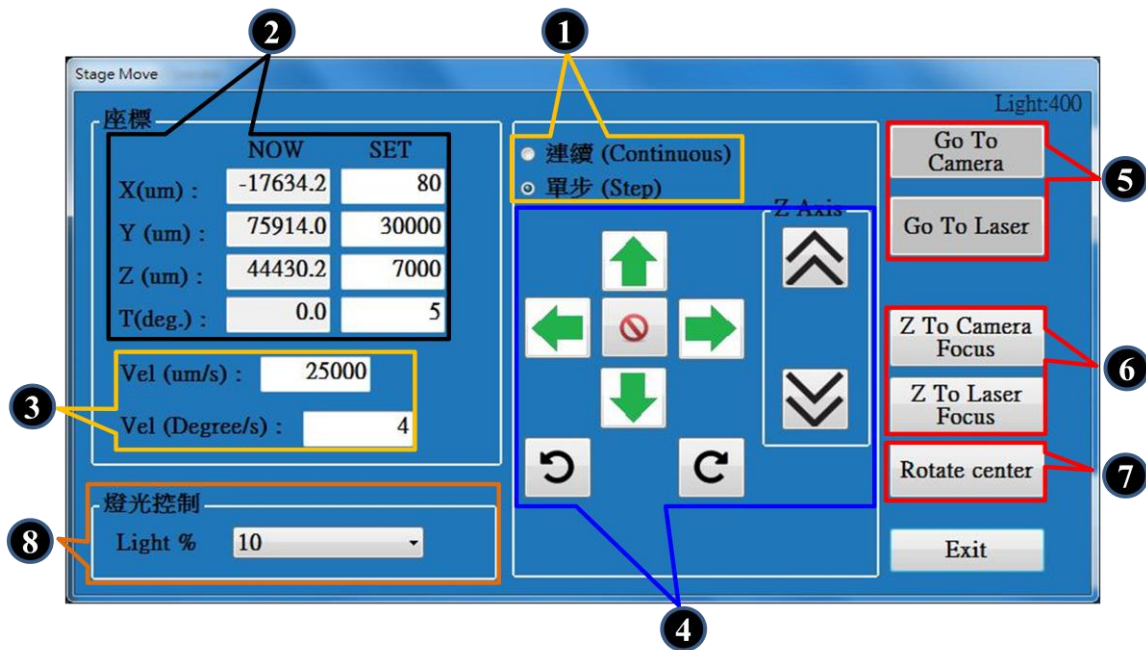 2
1
Stage Move
Light:400
座標
NOW SET
X(um) : -17634.2 80
Y (um) : 75914.0 30000
Z (um) : 44430.2 7000
T(deg.) : 0.0 5
3
Vel (um/s) : 25000
Vel (Degree/s) : 4
連續 (Continuous)
單步 (Step)
Z Axis
4
Go To
Camera
Go To Laser
5
Z To Camera
Focus
Z To Laser
Focus
6
Rotate center
7
Exit
8
燈光控制
Light % 10